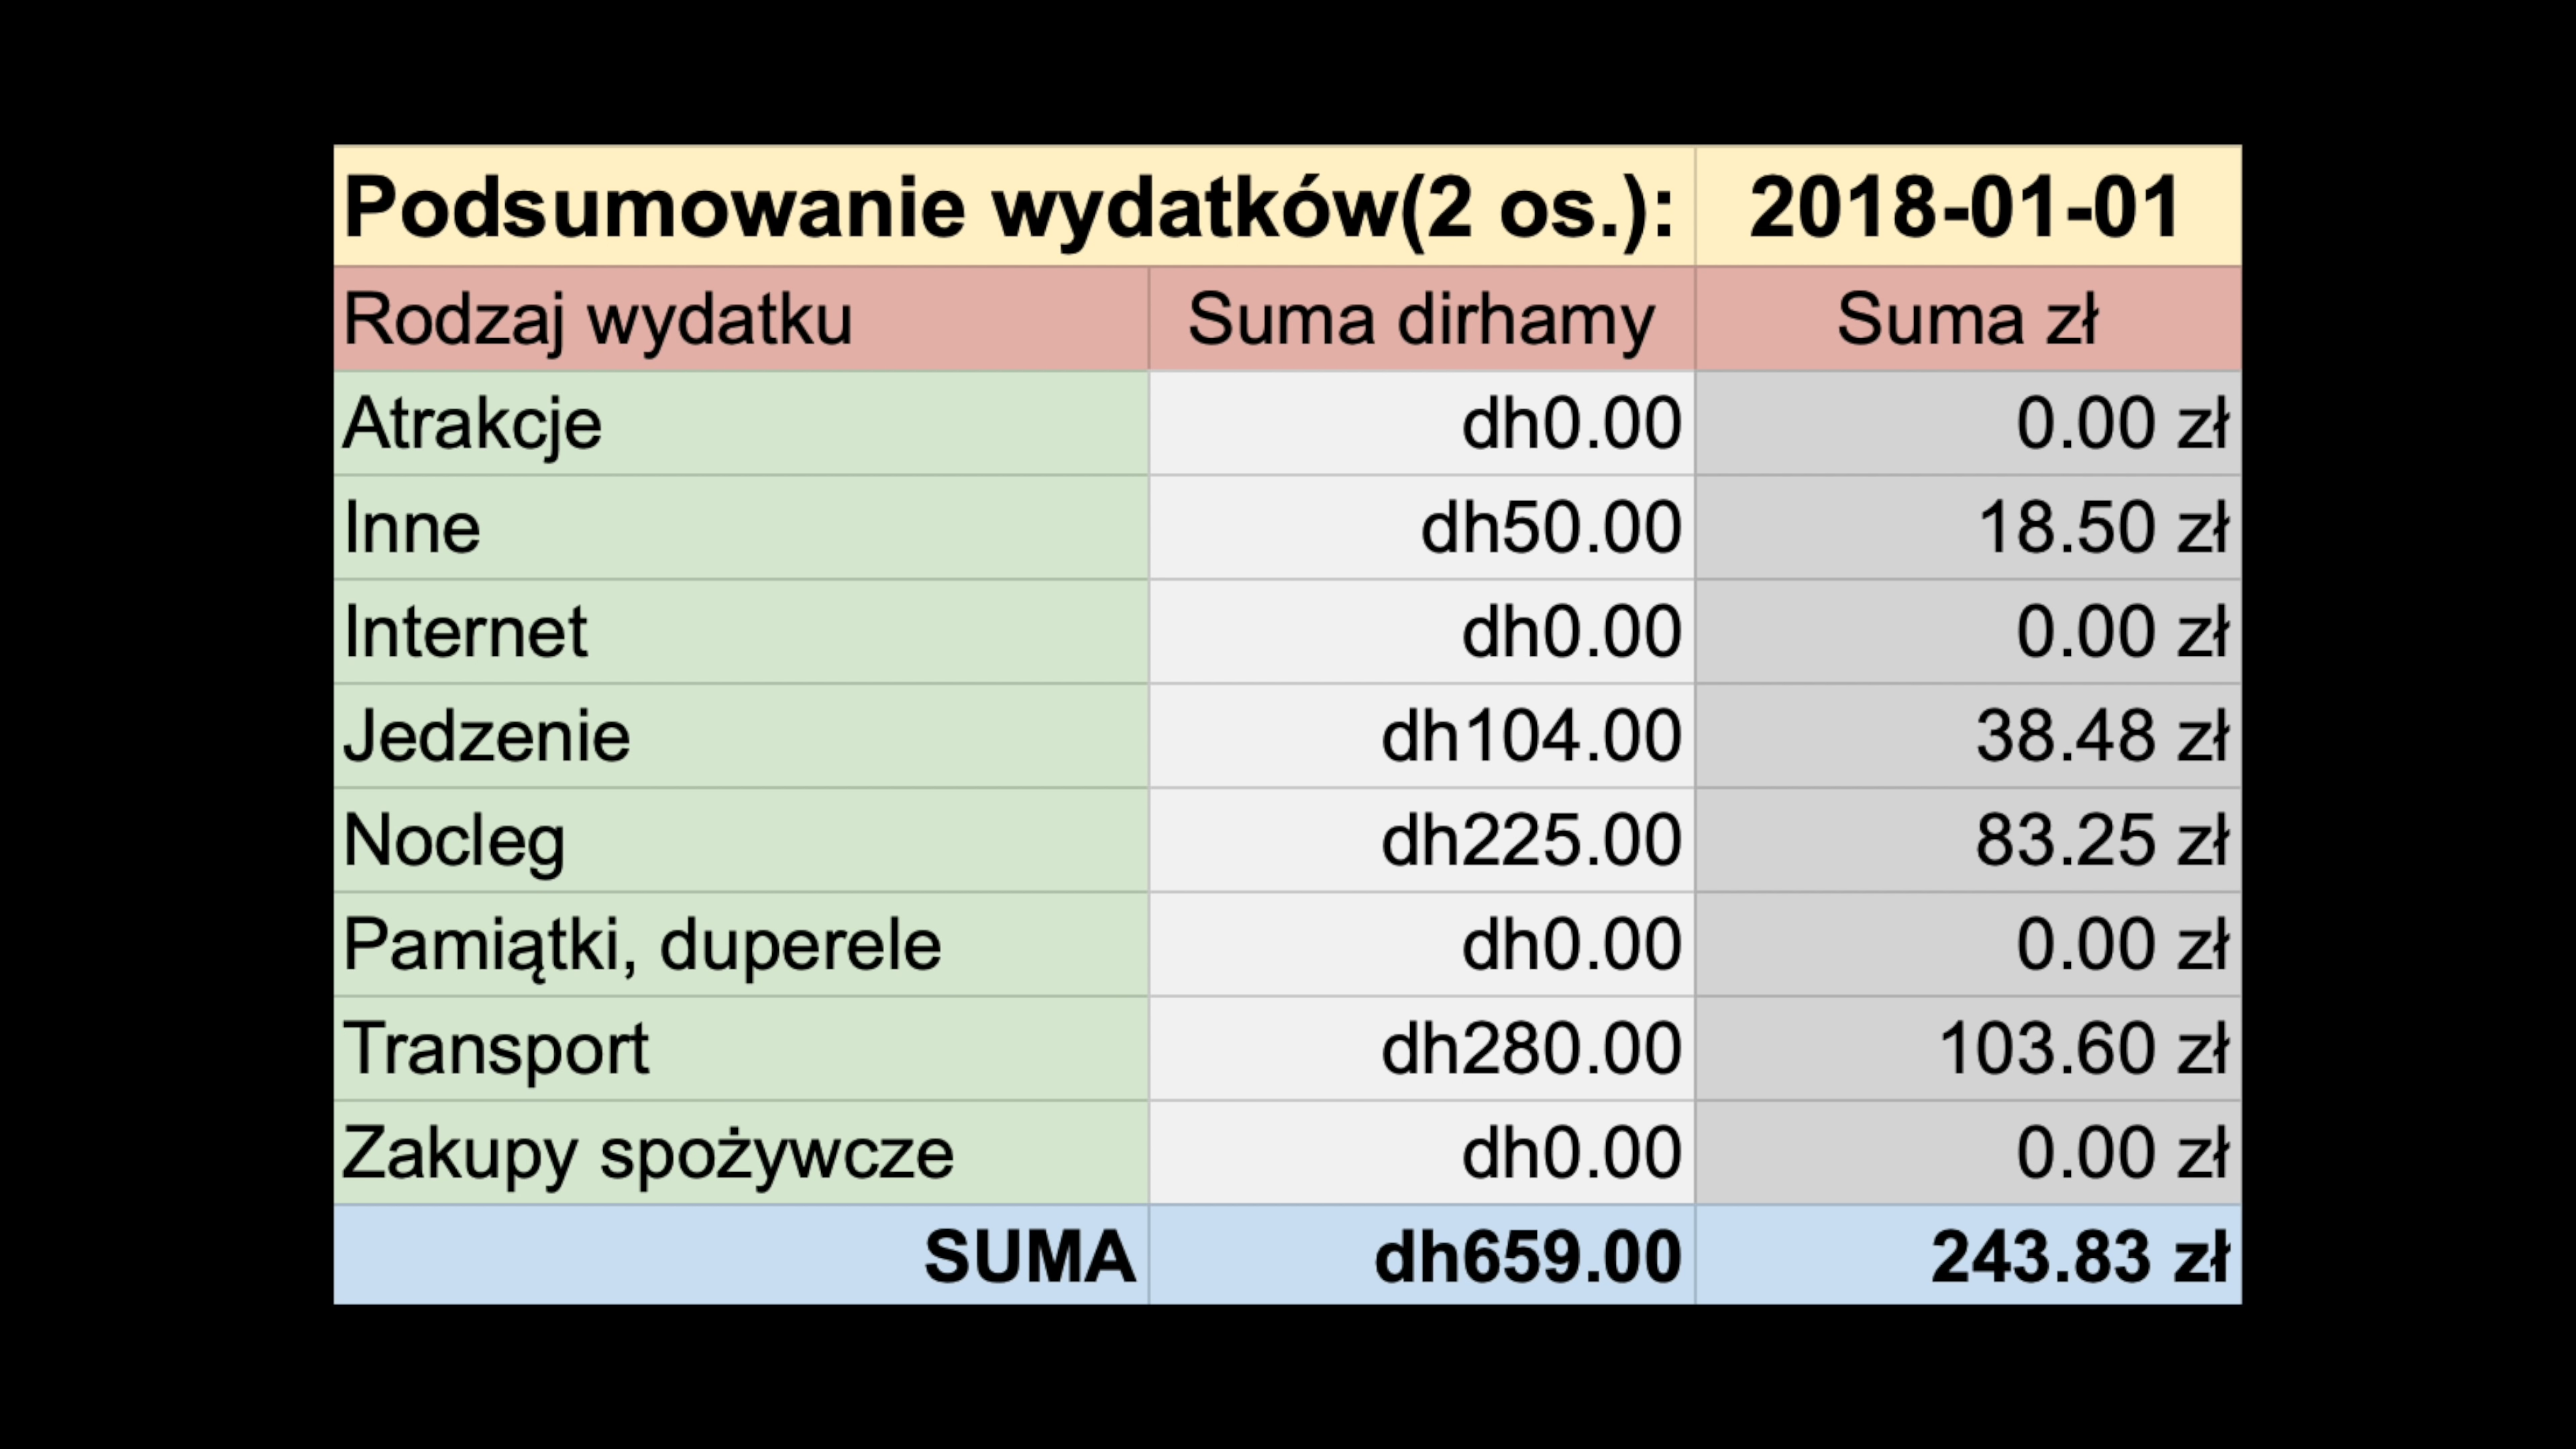 Podsumowanie wydatków(2 os.): 2018-01-01
Rodzaj wydatku Suma dirhamy Suma zł
Atrakcje dh0.00 0.00 zł
Inne dh50.00 18.50 zł
Internet dh0.00 0.00 zł
Jedzenie dh104.00 38.48 zł
Nocleg dh225.00 83.25 zł
Pamiątki, duperele dh0.00 0.00 zł
Transport dh280.00 103.60 zł
Zakupy spożywcze dh0.00 0.00 zł
SUMA dh659.00 243.83 zł